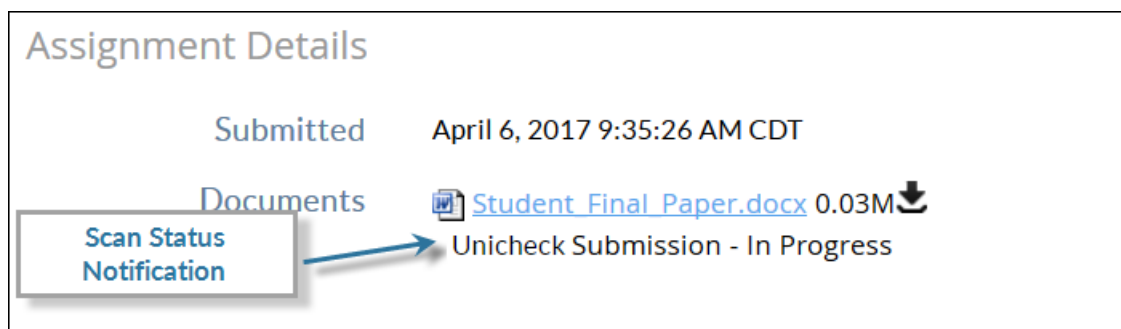 Assignment Details
Submitted April 6, 2017 9:35:26 AM CDT
Documents Student_Final_Paper.docx 0.03M
Scan Status
Notification
Unicheck Submission - In Progress